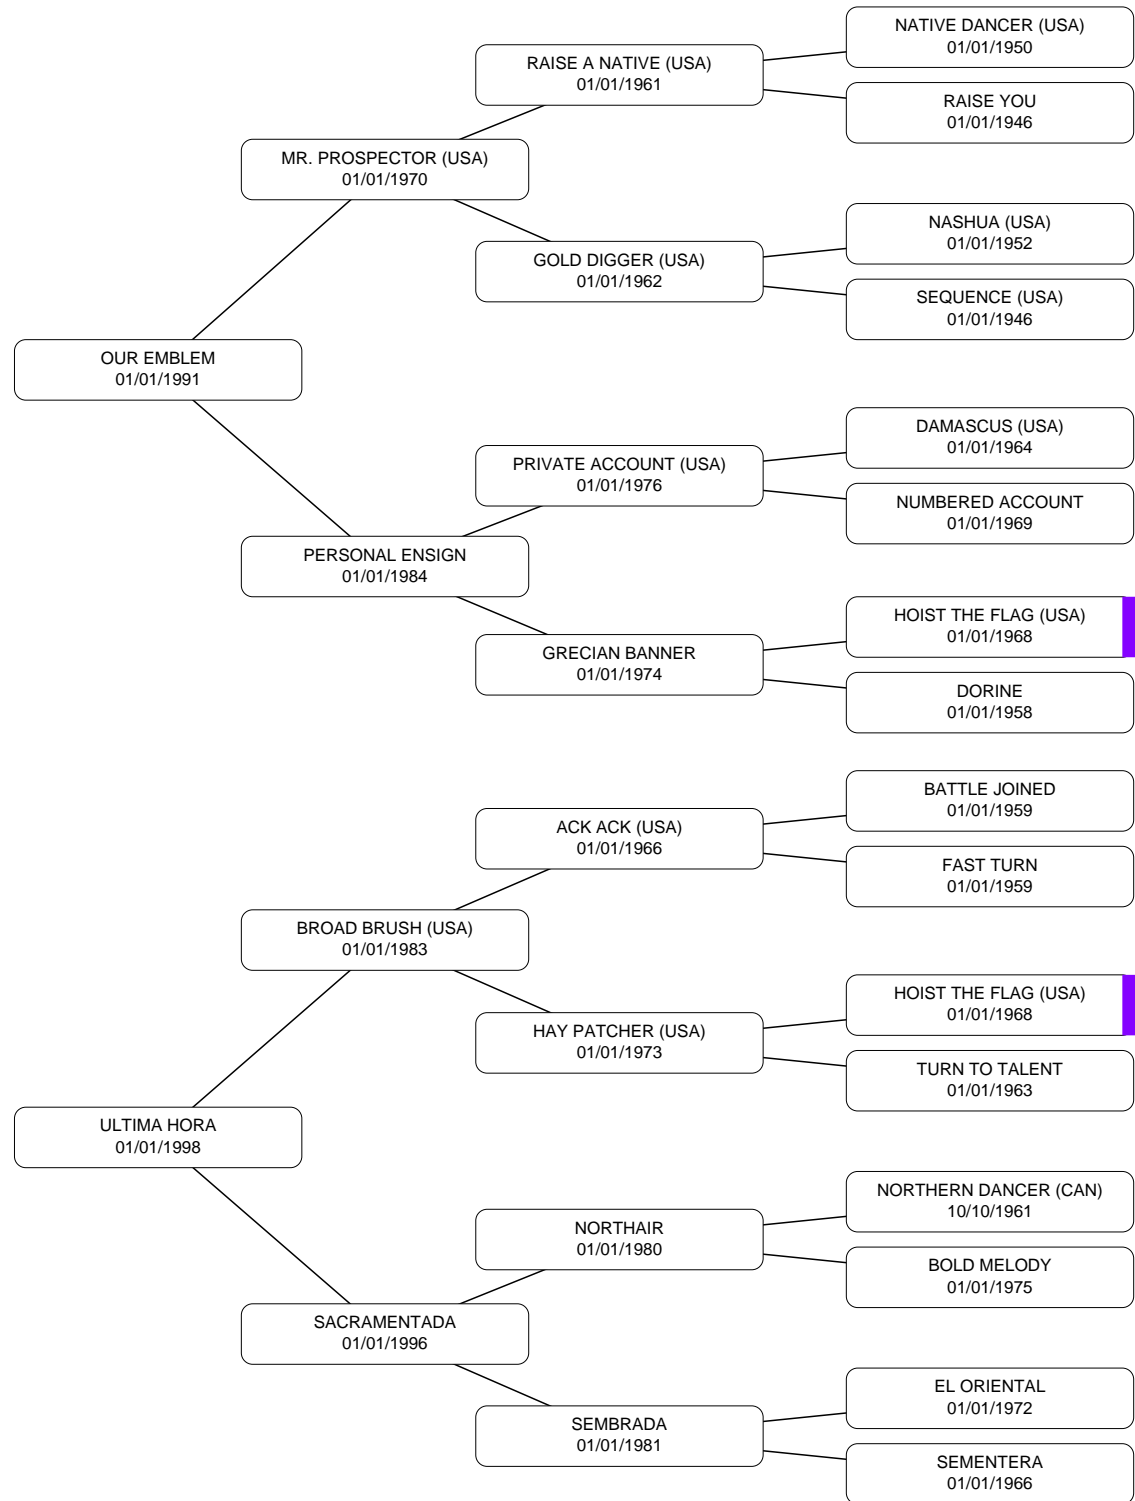 NATIVE DANCER (USA)
01/01/1950
RAISE A NATIVE (USA)
01/01/1961
RAISE YOU
01/01/1946
MR. PROSPECTOR (USA)
01/01/1970
NASHUA (USA)
01/01/1952
GOLD DIGGER (USA)
01/01/1962
SEQUENCE (USA)
01/01/1946
OUR EMBLEM
01/01/1991
DAMASCUS (USA)
01/01/1964
PRIVATE ACCOUNT (USA)
01/01/1976
NUMBERED ACCOUNT
01/01/1969
PERSONAL ENSIGN
01/01/1984
HOIST THE FLAG (USA)
01/01/1968
GRECIAN BANNER
01/01/1974
DORINE
01/01/1958
BATTLE JOINED
01/01/1959
ACK ACK (USA)
01/01/1966
FAST TURN
01/01/1959
BROAD BRUSH (USA)
01/01/1983
HOIST THE FLAG (USA)
01/01/1968
HAY PATCHER (USA)
01/01/1973
TURN TO TALENT
01/01/1963
ULTIMA HORA
01/01/1998
NORTHERN DANCER (CAN)
10/10/1961
NORTHAIR
01/01/1980
BOLD MELODY
01/01/1975
SACRAMENTADA
01/01/1996
EL ORIENTAL
01/01/1972
SEMBRADA
01/01/1981
SEMENTERA
01/01/1966